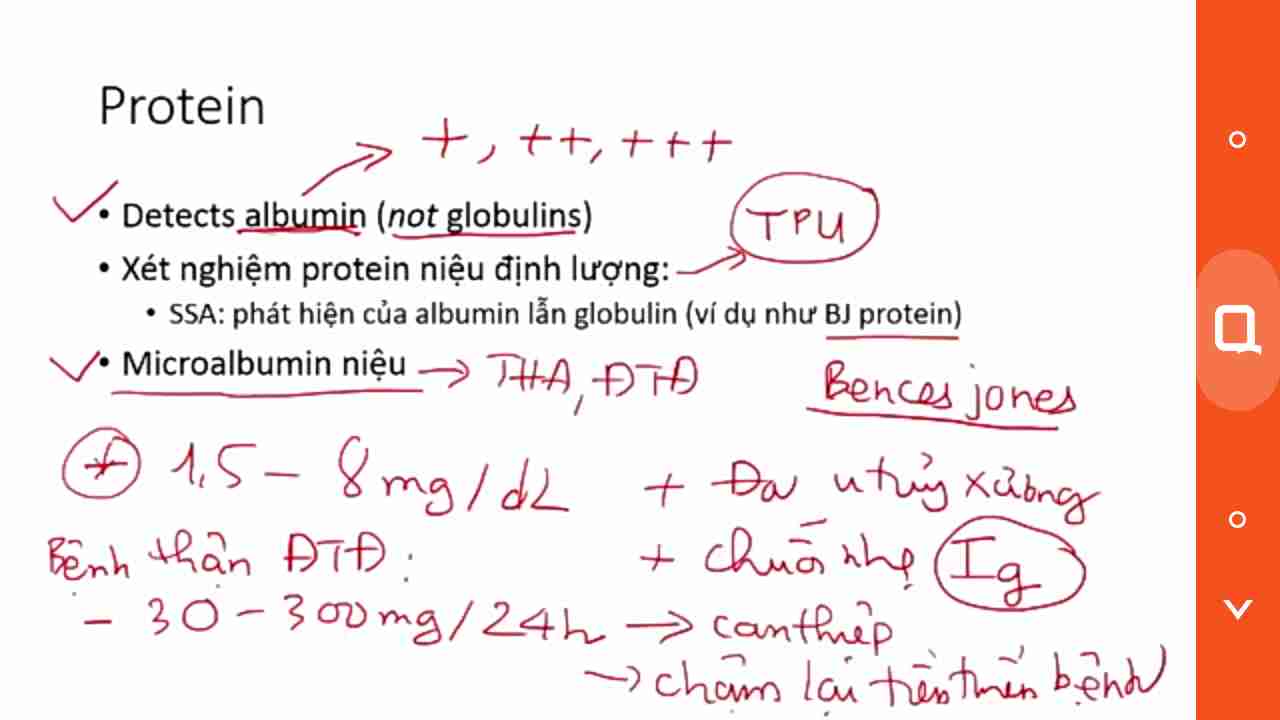 Protein
+, ++, +++
• Detects albumin (not globulins)
TPU
• Xét nghiệm protein niệu định lượng:
• SSA: phát hiện của albumin lẫn globulin (ví dụ như BJ protein)
• Microalbumin niệu → THA, ĐTĐ
Bences jones
+ 1,5 - 8 mg/dL
+ Đa u tủy xương
Bệnh thận ĐTĐ:
+ chuỗi nhẹ Ig
- 30 - 300 mg/24h → can thiệp
→ chậm lại tiến triển bệnh